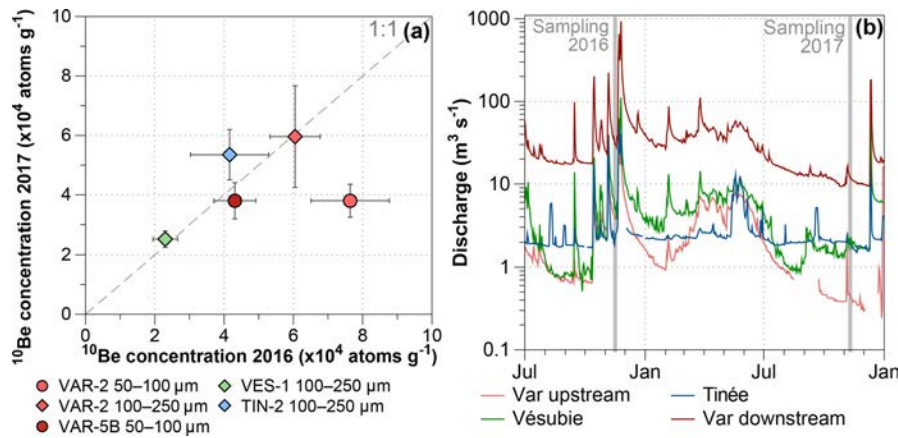 10
8
6
4
2
0
0 2 4 6 8 10
1:1
(a)
¹⁰Be concentration 2017 (x10⁴ atoms g⁻¹)
¹⁰Be concentration 2016 (x10⁴ atoms g⁻¹)
VAR-2 50–100 µm
VAR-2 100–250 µm
VAR-5B 50–100 µm
VES-1 100–250 µm
TIN-2 100–250 µm
1000
100
10
1
0.1
Discharge (m³ s⁻¹)
Sampling
2016
Sampling
2017
(b)
Jul Jan Jul Jan
Var upstream
Vésubie
Tinée
Var downstream